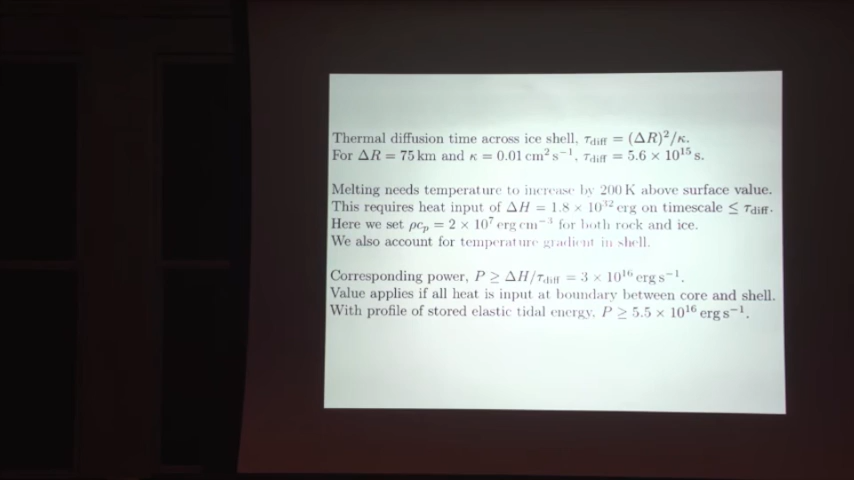 Thermal diffusion time across ice shell, τdiff = (ΔR)²/κ.
For ΔR = 75 km and κ = 0.01 cm² s⁻¹, τdiff = 5.6 × 10¹⁵ s.
Melting needs temperature to increase by 200 K above surface value.
This requires heat input of ΔH = 1.8 × 10³² erg on timescale ≤ τdiff.
Here we set ρcₚ = 2 × 10⁷ erg cm⁻³ for both rock and ice.
We also account for temperature gradient in shell.
Corresponding power, P ≥ ΔH/τdiff = 3 × 10¹⁶ erg s⁻¹.
Value applies if all heat is input at boundary between core and shell.
With profile of stored elastic tidal energy, P ≥ 5.5 × 10¹⁶ erg s⁻¹.